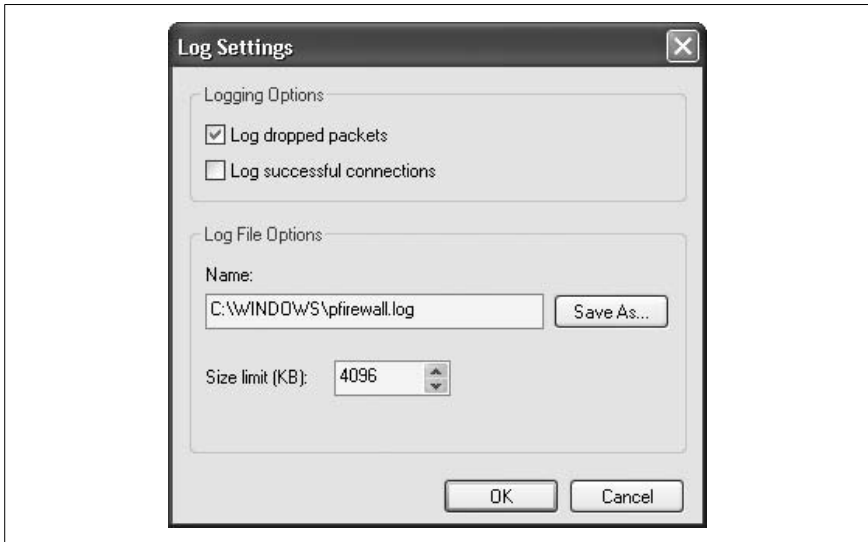 Log Settings
Logging Options
Log dropped packets
Log successful connections
Log File Options
Name:
C:\WINDOWS\pfirewall.log
Save As...
Size limit (KB):
4096
OK
Cancel